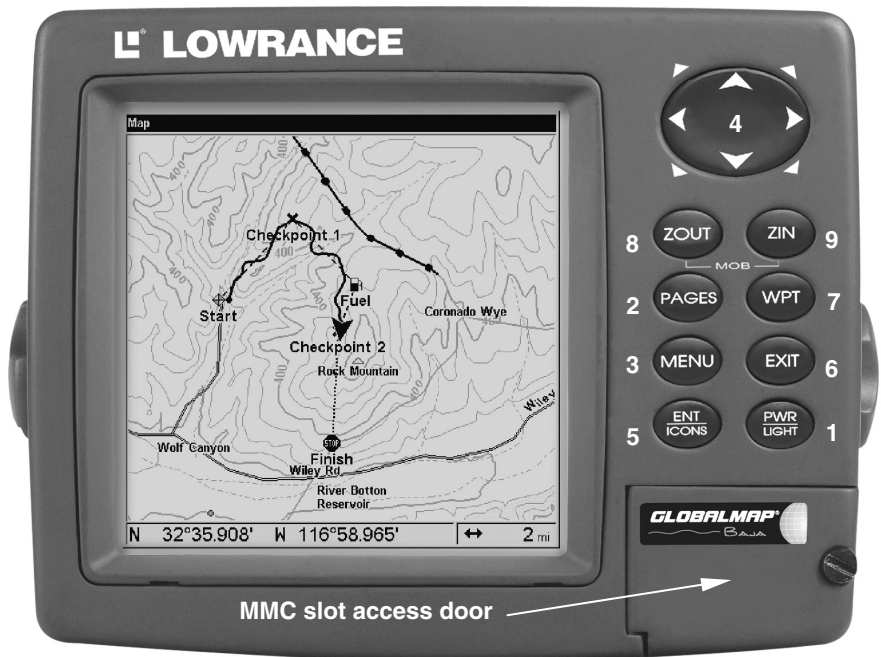 LOWRANCE®
Map
400
400
400
Checkpoint 1
400
Fuel
Start
Coronado Wye
400
Checkpoint 2
400
Rock Mountain
400
Wiley
Wolf Canyon
STOP
Finish
Wiley Rd
River Botton
Reservoir
N 32°35.908' W 116°58.965' ↔ 2 mi
4
8 ZOUT ZIN 9
MOB
2 PAGES WPT 7
3 MENU EXIT 6
5 ENT ICONS PWR LIGHT 1
GLOBALMAP®
BAJA
MMC slot access door